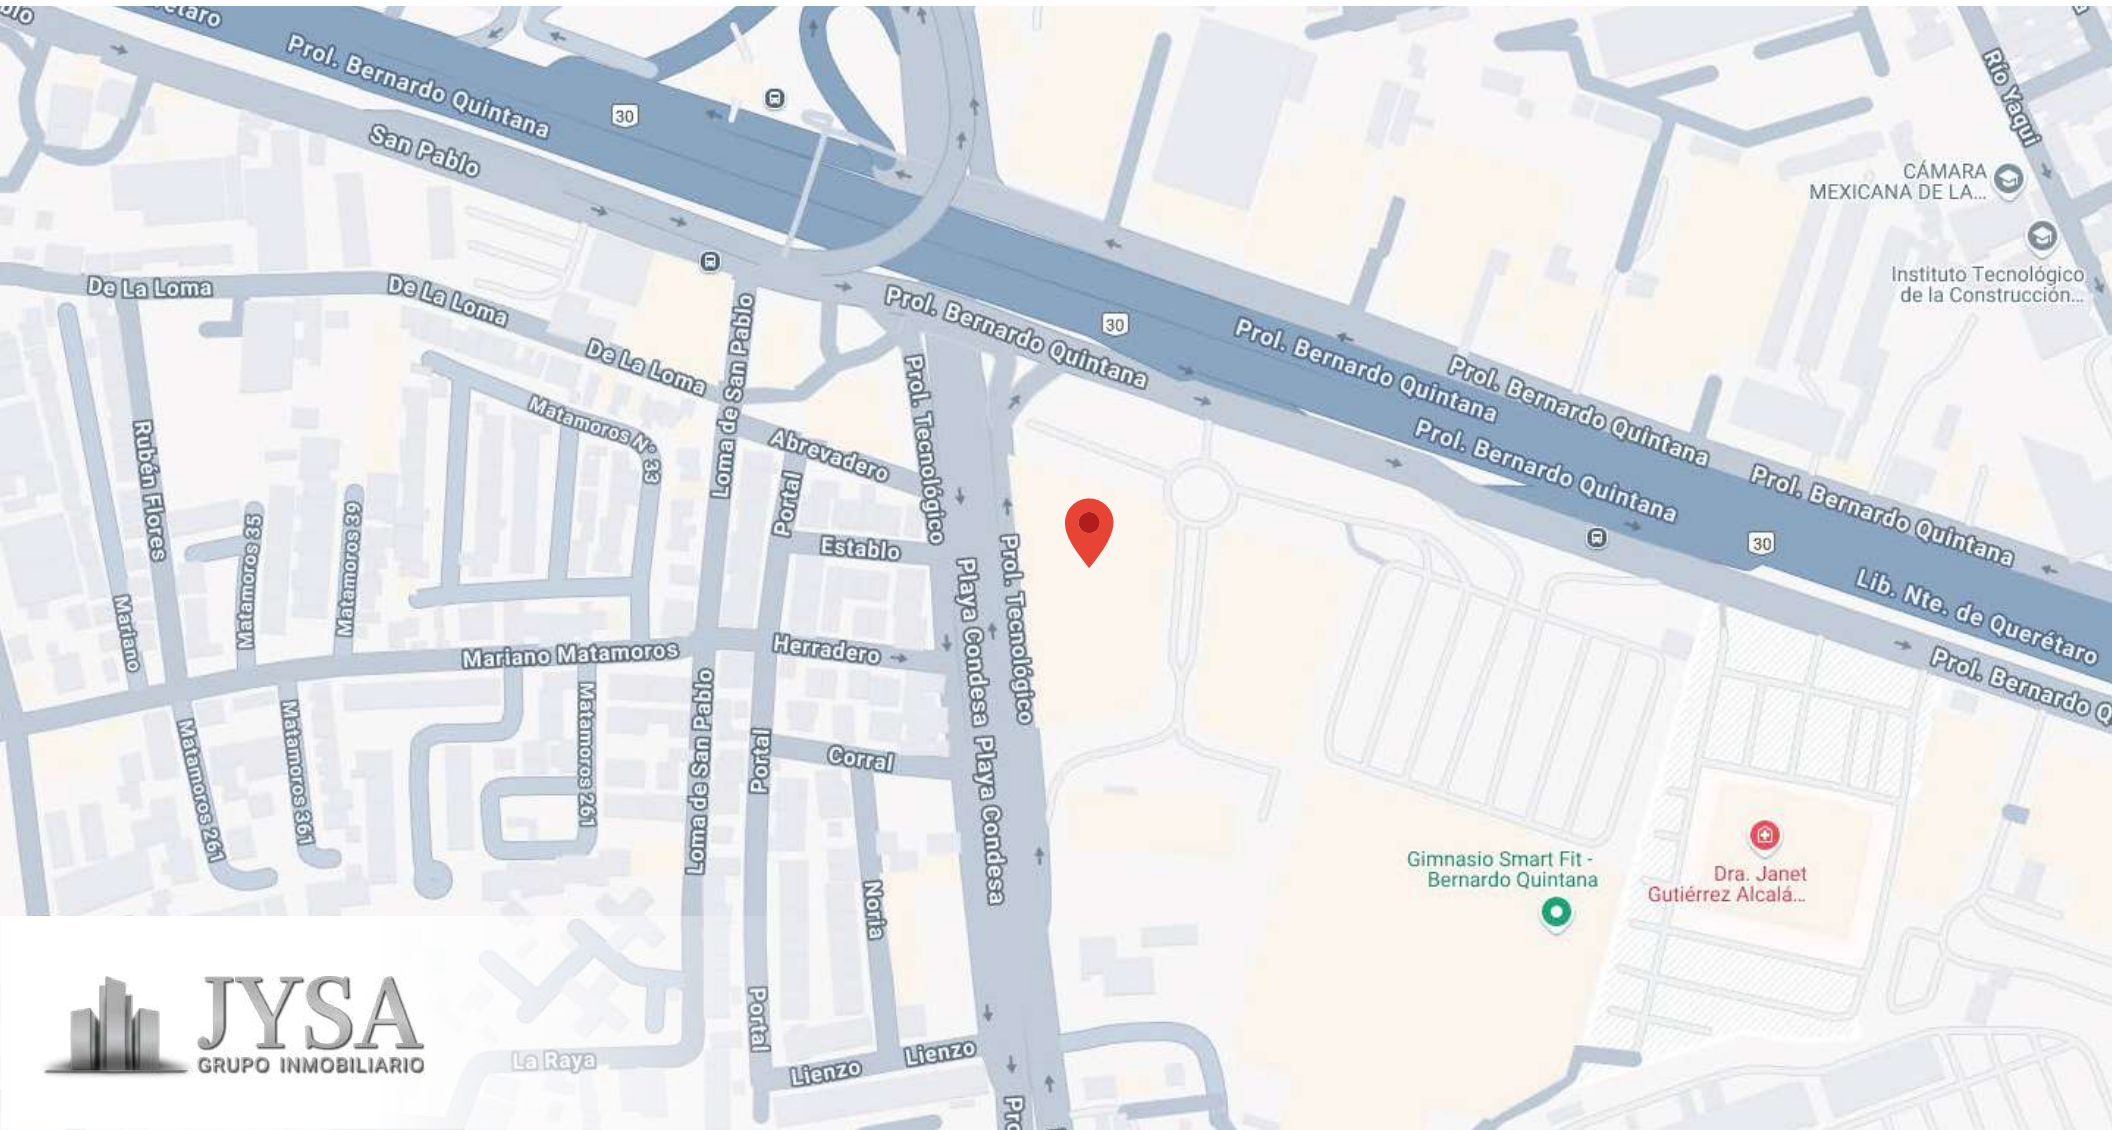 Prol. Bernardo Quintana
30
San Pablo
Río Yaqui
CÁMARA
MEXICANA DE LA...
Instituto Tecnológico
de la Construcción...
De La Loma
De La Loma
De La Loma
Loma de San Pablo
Prol. Bernardo Quintana
30
Prol. Bernardo Quintana
Prol. Bernardo Quintana
Prol. Bernardo Quintana
Prol. Bernardo Quintana
30
Lib. Nte. de Querétaro
Prol. Bernardo Q
Rubén Flores
Mariano
Matamoros 35
Matamoros 39
Matamoros N° 33
Abrevadero
Portal
Prol. Tecnológico
Establo
Playa Condesa
Prol. Tecnológico
Herradero
Mariano Matamoros
Matamoros 261
Matamoros 361
Matamoros 261
Loma de San Pablo
Portal
Corral
Playa Condesa
Noria
Gimnasio Smart Fit -
Bernardo Quintana
Dra. Janet
Gutiérrez Alcalá...
Portal
Lienzo
Lienzo
La Raya
JYSA
GRUPO INMOBILIARIO